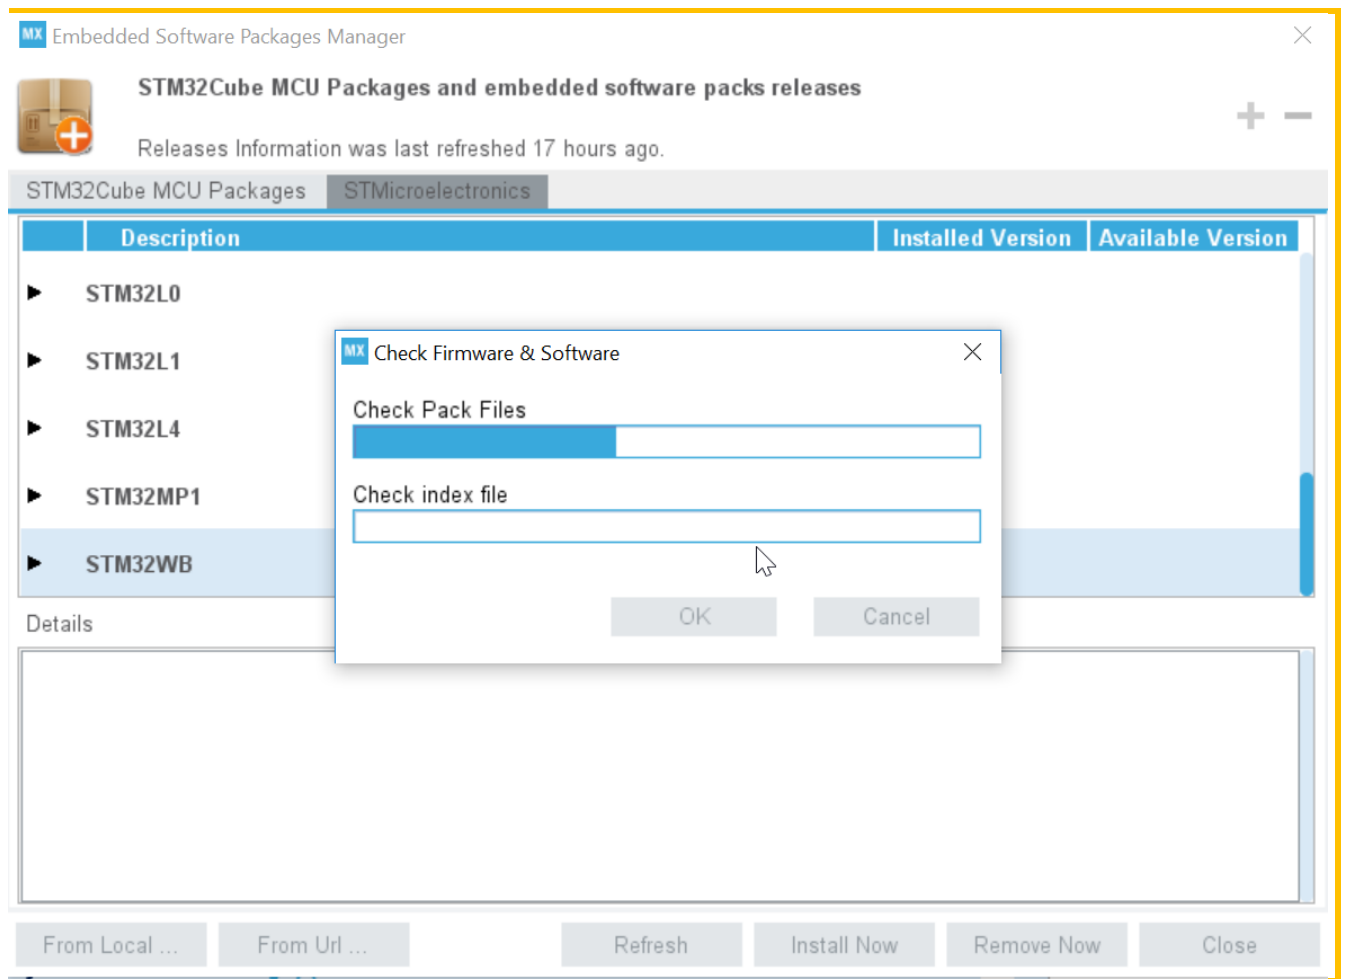 MX Embedded Software Packages Manager
STM32Cube MCU Packages and embedded software packs releases
Releases Information was last refreshed 17 hours ago.
STM32Cube MCU Packages STMicroelectronics
Description Installed Version Available Version
STM32L0
STM32L1
STM32L4
STM32MP1
STM32WB
MX Check Firmware & Software
Check Pack Files
Check index file
OK Cancel
Details
From Local ... From Url ... Refresh Install Now Remove Now Close